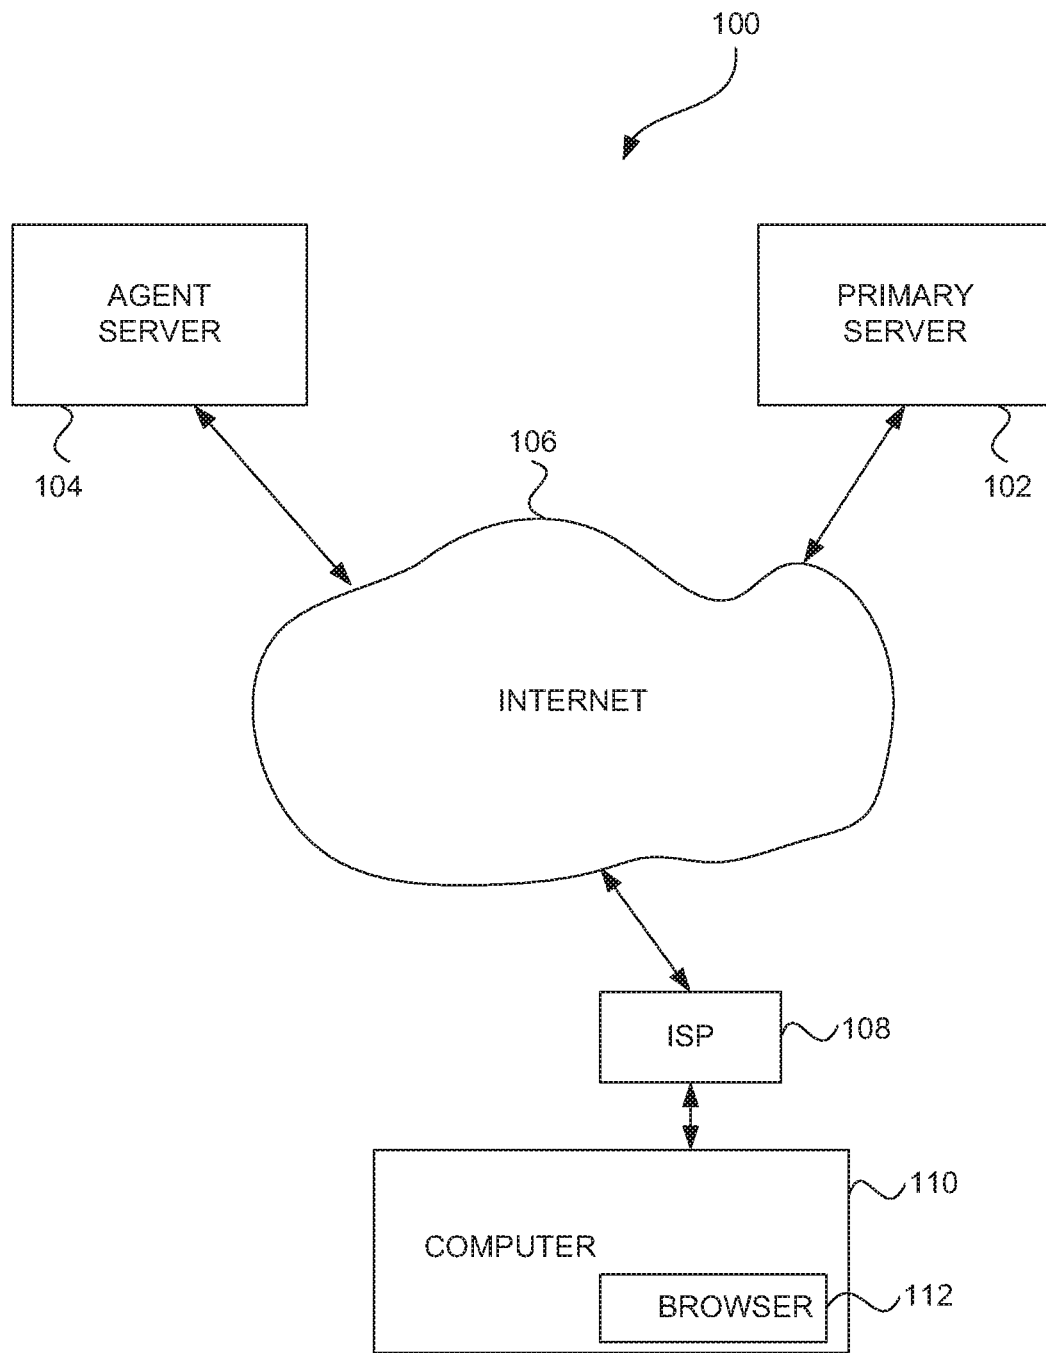 100
AGENT
SERVER
PRIMARY
SERVER
104
106
102
INTERNET
ISP
108
110
COMPUTER
BROWSER
112